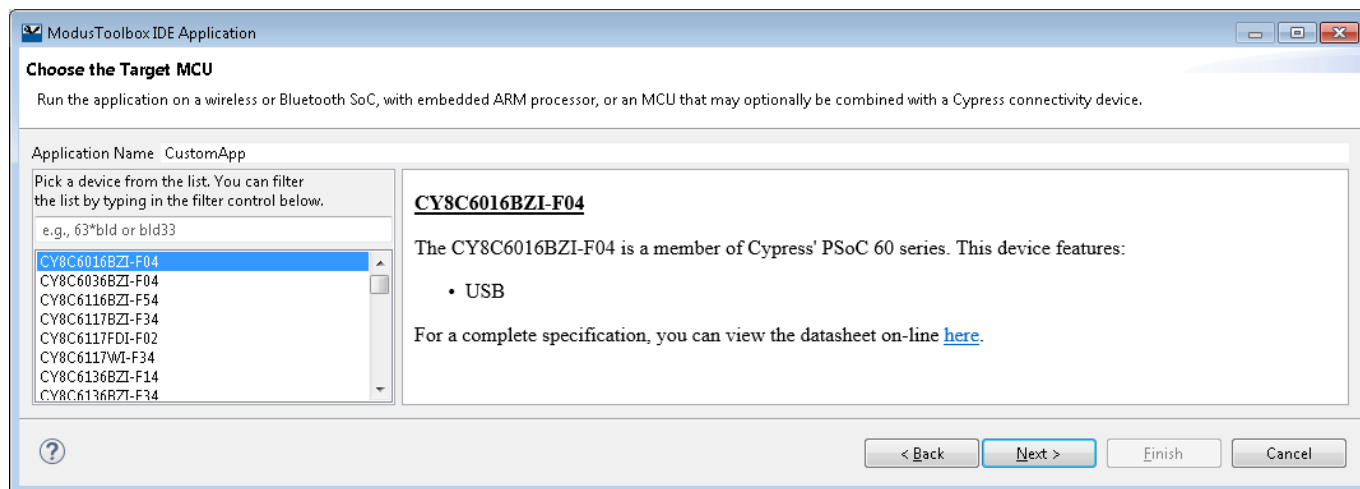 ModusToolbox IDE Application
Choose the Target MCU
Run the application on a wireless or Bluetooth SoC, with embedded ARM processor, or an MCU that may optionally be combined with a Cypress connectivity device.
Application Name CustomApp
Pick a device from the list. You can filter
the list by typing in the filter control below.
e.g., 63*bld or bld33
CY8C6016BZI-F04
CY8C6036BZI-F04
CY8C6116BZI-F54
CY8C6117BZI-F34
CY8C6117FDI-F02
CY8C6117WI-F34
CY8C6136BZI-F14
CY8C6136BZI-F34
CY8C6016BZI-F04
The CY8C6016BZI-F04 is a member of Cypress' PSoC 60 series. This device features:
• USB
For a complete specification, you can view the datasheet on-line here.
?
< Back
Next >
Finish
Cancel